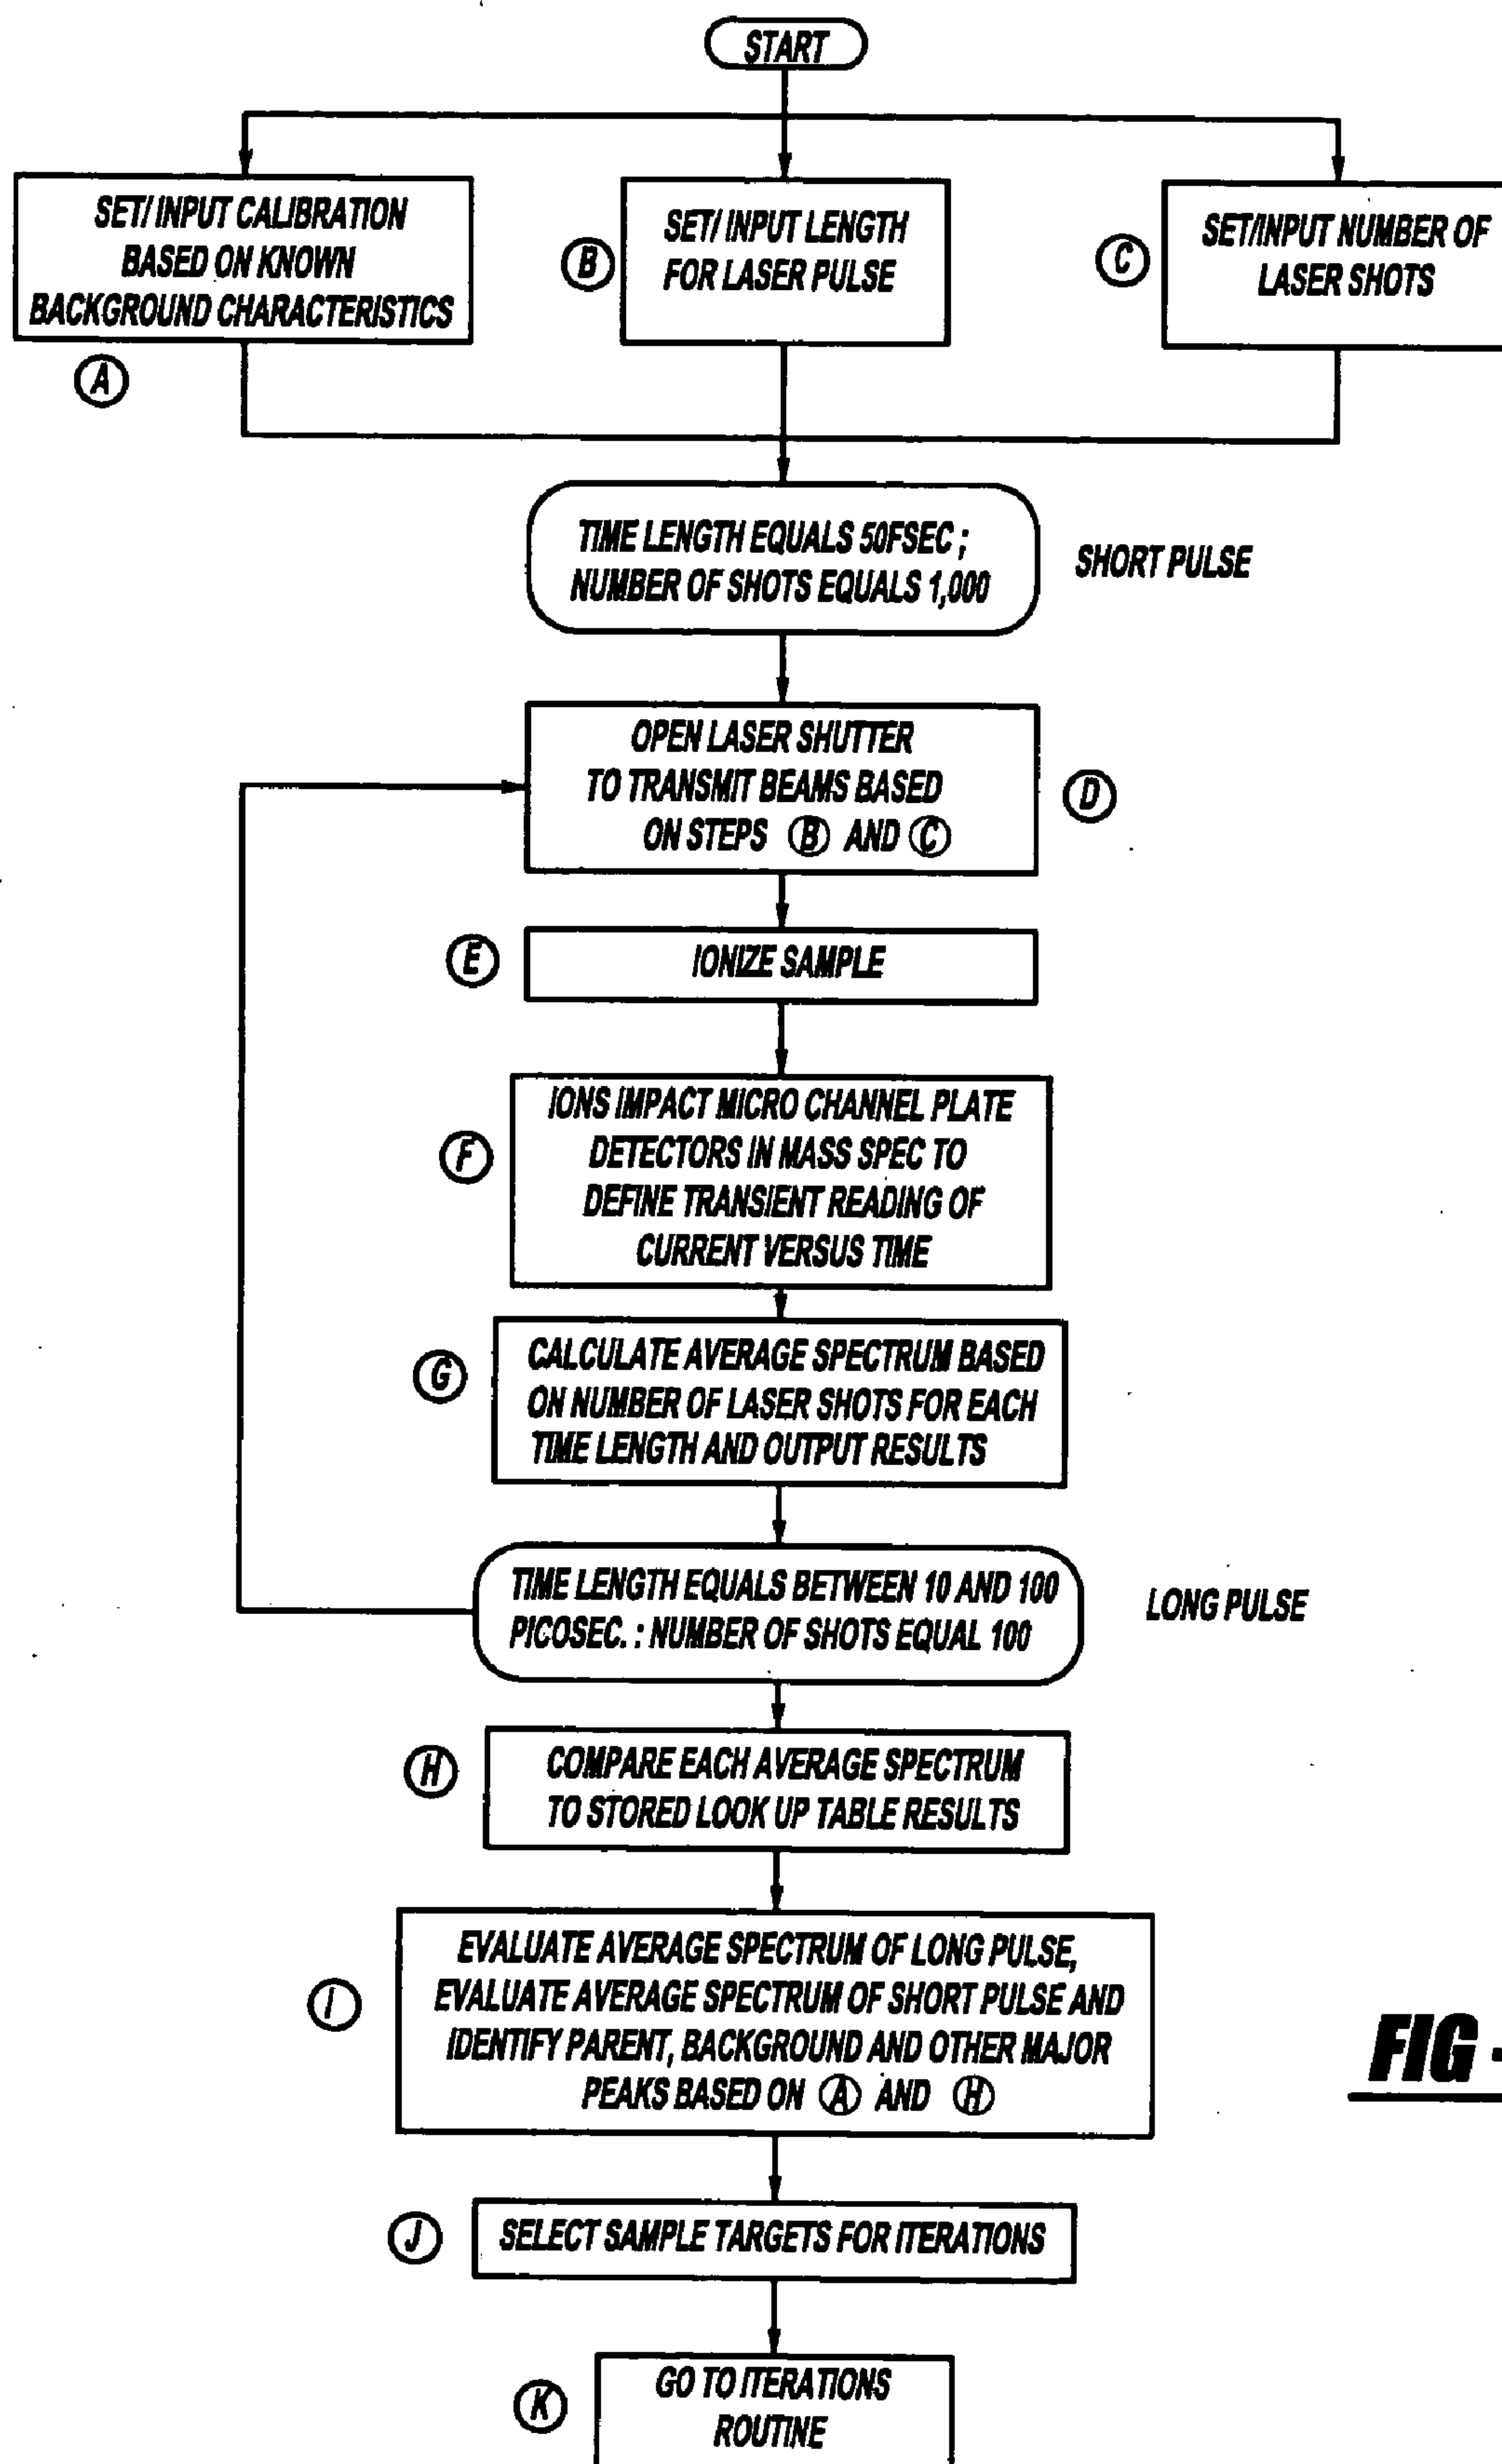 START
SET/ INPUT CALIBRATION
BASED ON KNOWN
BACKGROUND CHARACTERISTICS
A
B
SET/ INPUT LENGTH
FOR LASER PULSE
C
SET/INPUT NUMBER OF
LASER SHOTS
TIME LENGTH EQUALS 50FSEC ;
NUMBER OF SHOTS EQUALS 1,000
SHORT PULSE
OPEN LASER SHUTTER
TO TRANSMIT BEAMS BASED
ON STEPS B AND C
D
E
IONIZE SAMPLE
F
IONS IMPACT MICRO CHANNEL PLATE
DETECTORS IN MASS SPEC TO
DEFINE TRANSIENT READING OF
CURRENT VERSUS TIME
G
CALCULATE AVERAGE SPECTRUM BASED
ON NUMBER OF LASER SHOTS FOR EACH
TIME LENGTH AND OUTPUT RESULTS
TIME LENGTH EQUALS BETWEEN 10 AND 100
PICOSEC. : NUMBER OF SHOTS EQUAL 100
LONG PULSE
H
COMPARE EACH AVERAGE SPECTRUM
TO STORED LOOK UP TABLE RESULTS
I
EVALUATE AVERAGE SPECTRUM OF LONG PULSE,
EVALUATE AVERAGE SPECTRUM OF SHORT PULSE AND
IDENTIFY PARENT, BACKGROUND AND OTHER MAJOR
PEAKS BASED ON A AND H
FIG -
J
SELECT SAMPLE TARGETS FOR ITERATIONS
K
GO TO ITERATIONS
ROUTINE